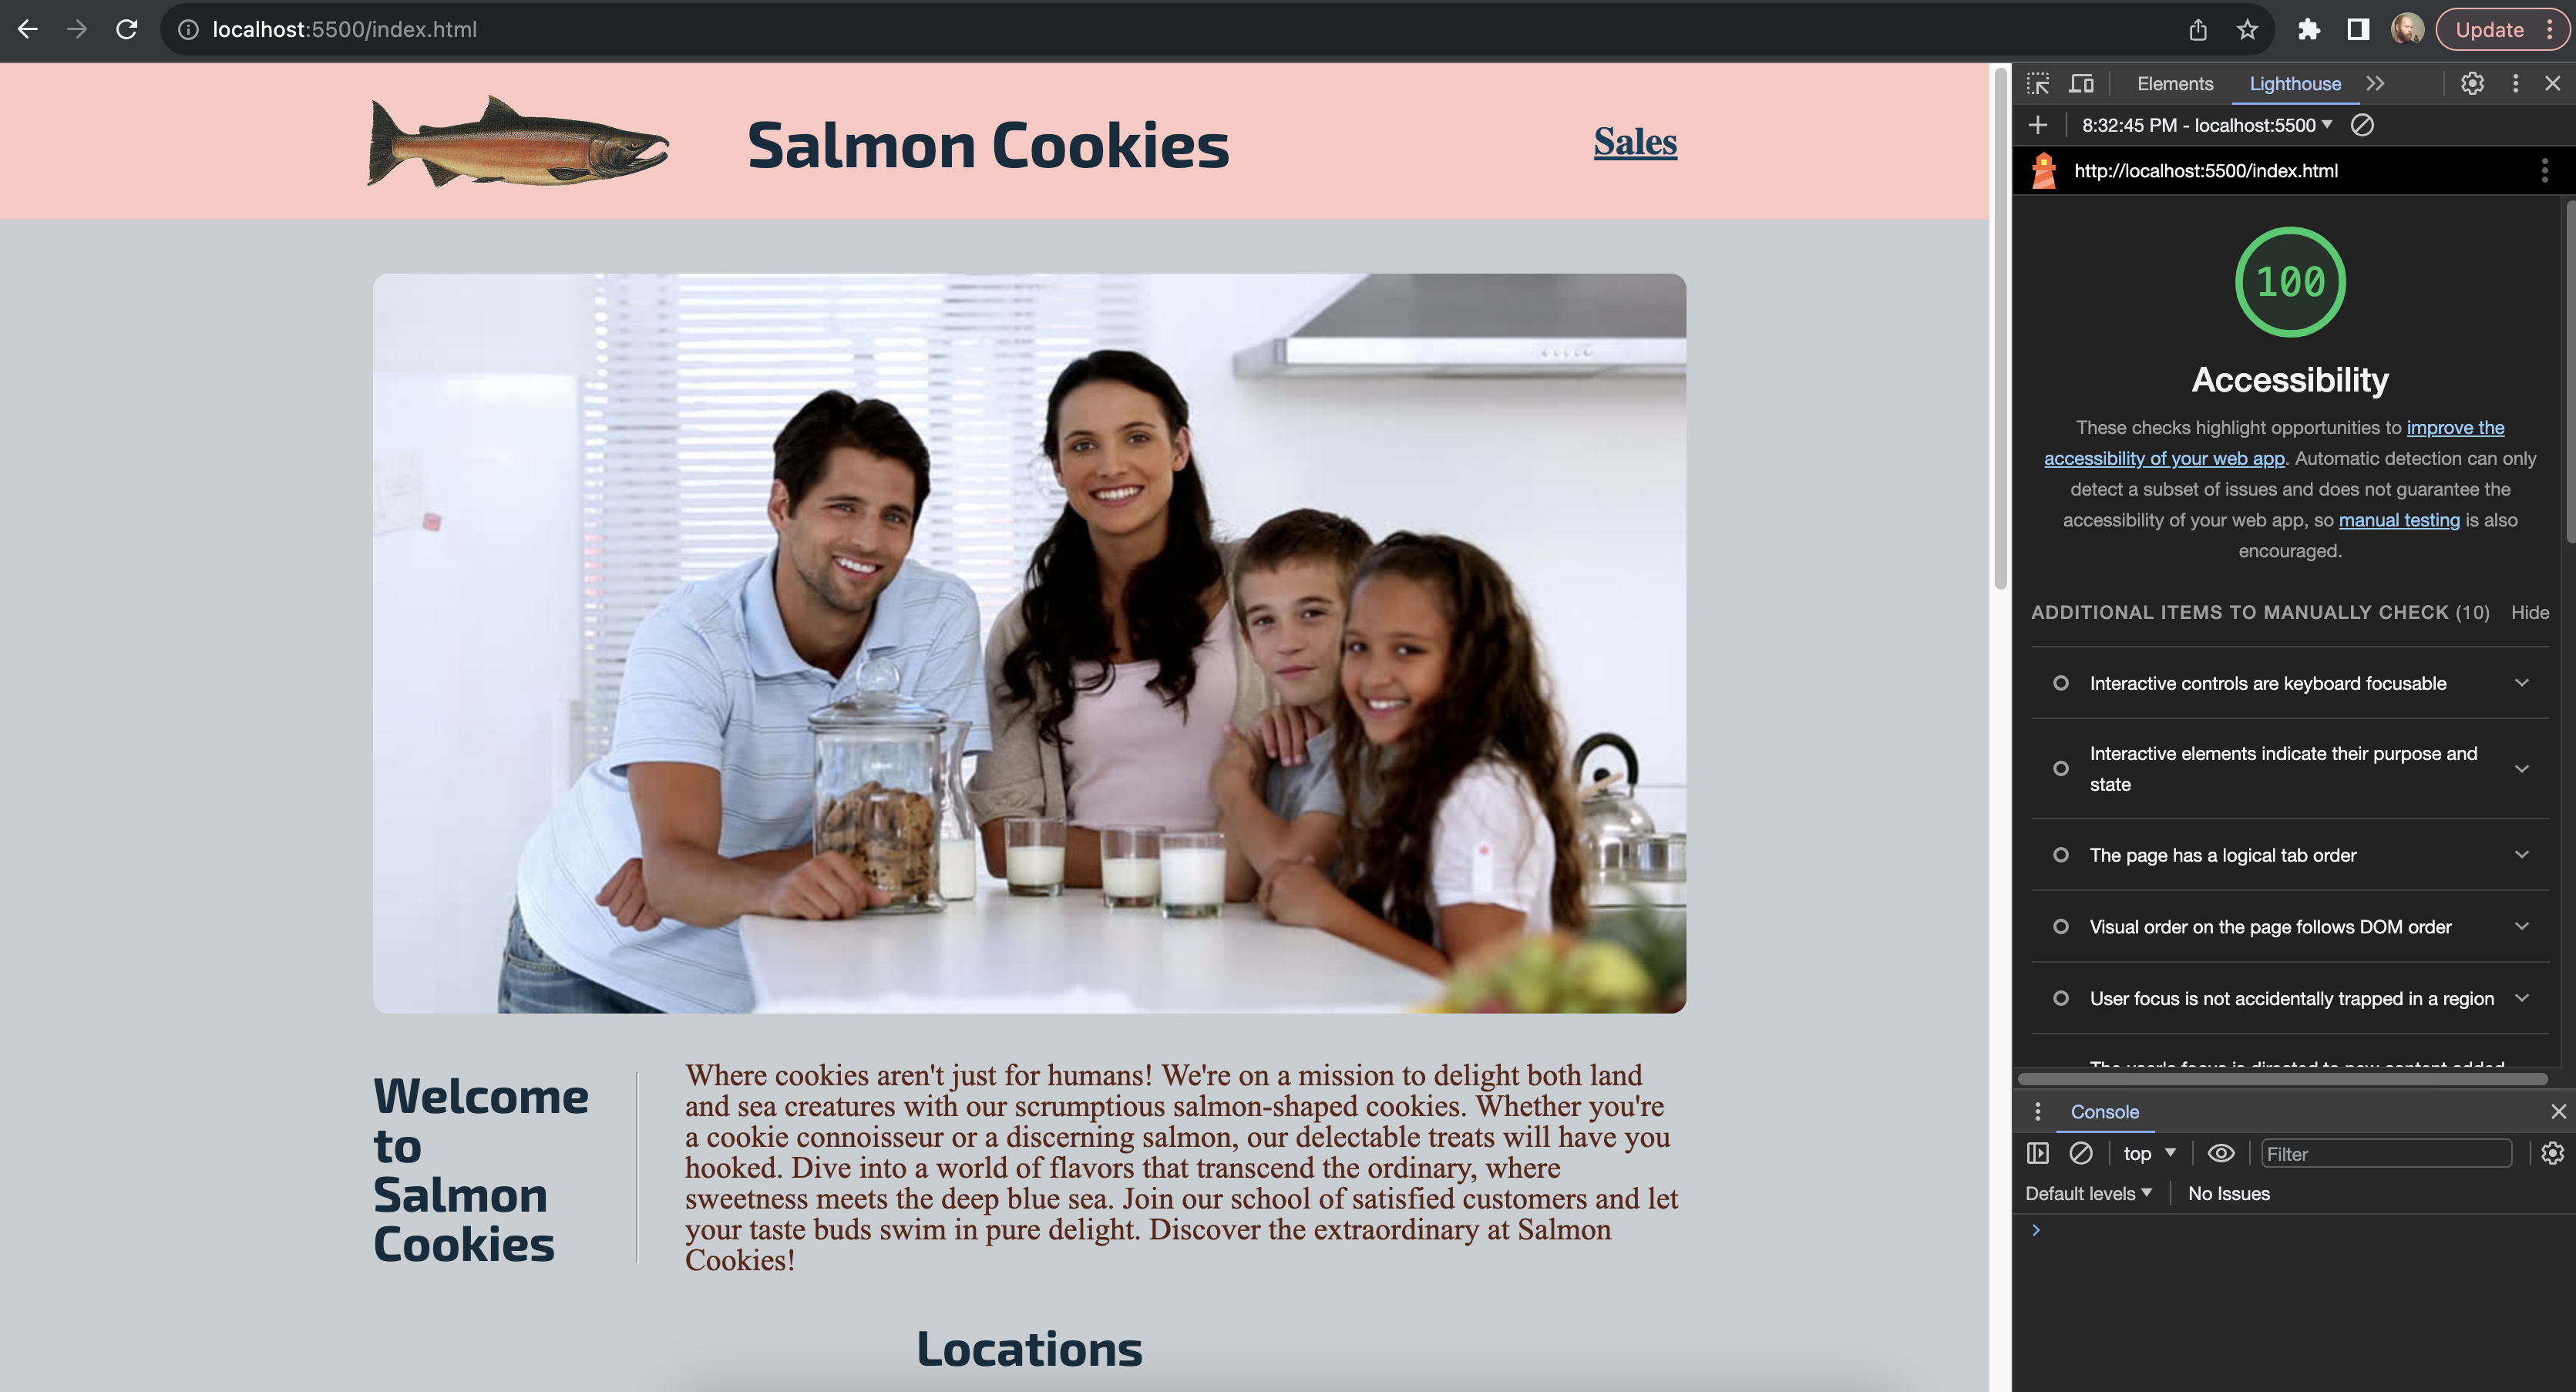 localhost:5500/index.html
Update
Salmon Cookies
Sales
Welcome
to
Salmon
Cookies
Where cookies aren't just for humans! We're on a mission to delight both land
and sea creatures with our scrumptious salmon-shaped cookies. Whether you're
a cookie connoisseur or a discerning salmon, our delectable treats will have you
hooked. Dive into a world of flavors that transcend the ordinary, where
sweetness meets the deep blue sea. Join our school of satisfied customers and let
your taste buds swim in pure delight. Discover the extraordinary at Salmon
Cookies!
Locations
Elements Lighthouse
8:32:45 PM - localhost:5500
http://localhost:5500/index.html
100
Accessibility
These checks highlight opportunities to improve the
accessibility of your web app. Automatic detection can only
detect a subset of issues and does not guarantee the
accessibility of your web app, so manual testing is also
encouraged.
ADDITIONAL ITEMS TO MANUALLY CHECK (10) Hide
Interactive controls are keyboard focusable
Interactive elements indicate their purpose and
state
The page has a logical tab order
Visual order on the page follows DOM order
User focus is not accidentally trapped in a region
The user's focus is directed to new content added
Console
top Filter
Default levels No Issues